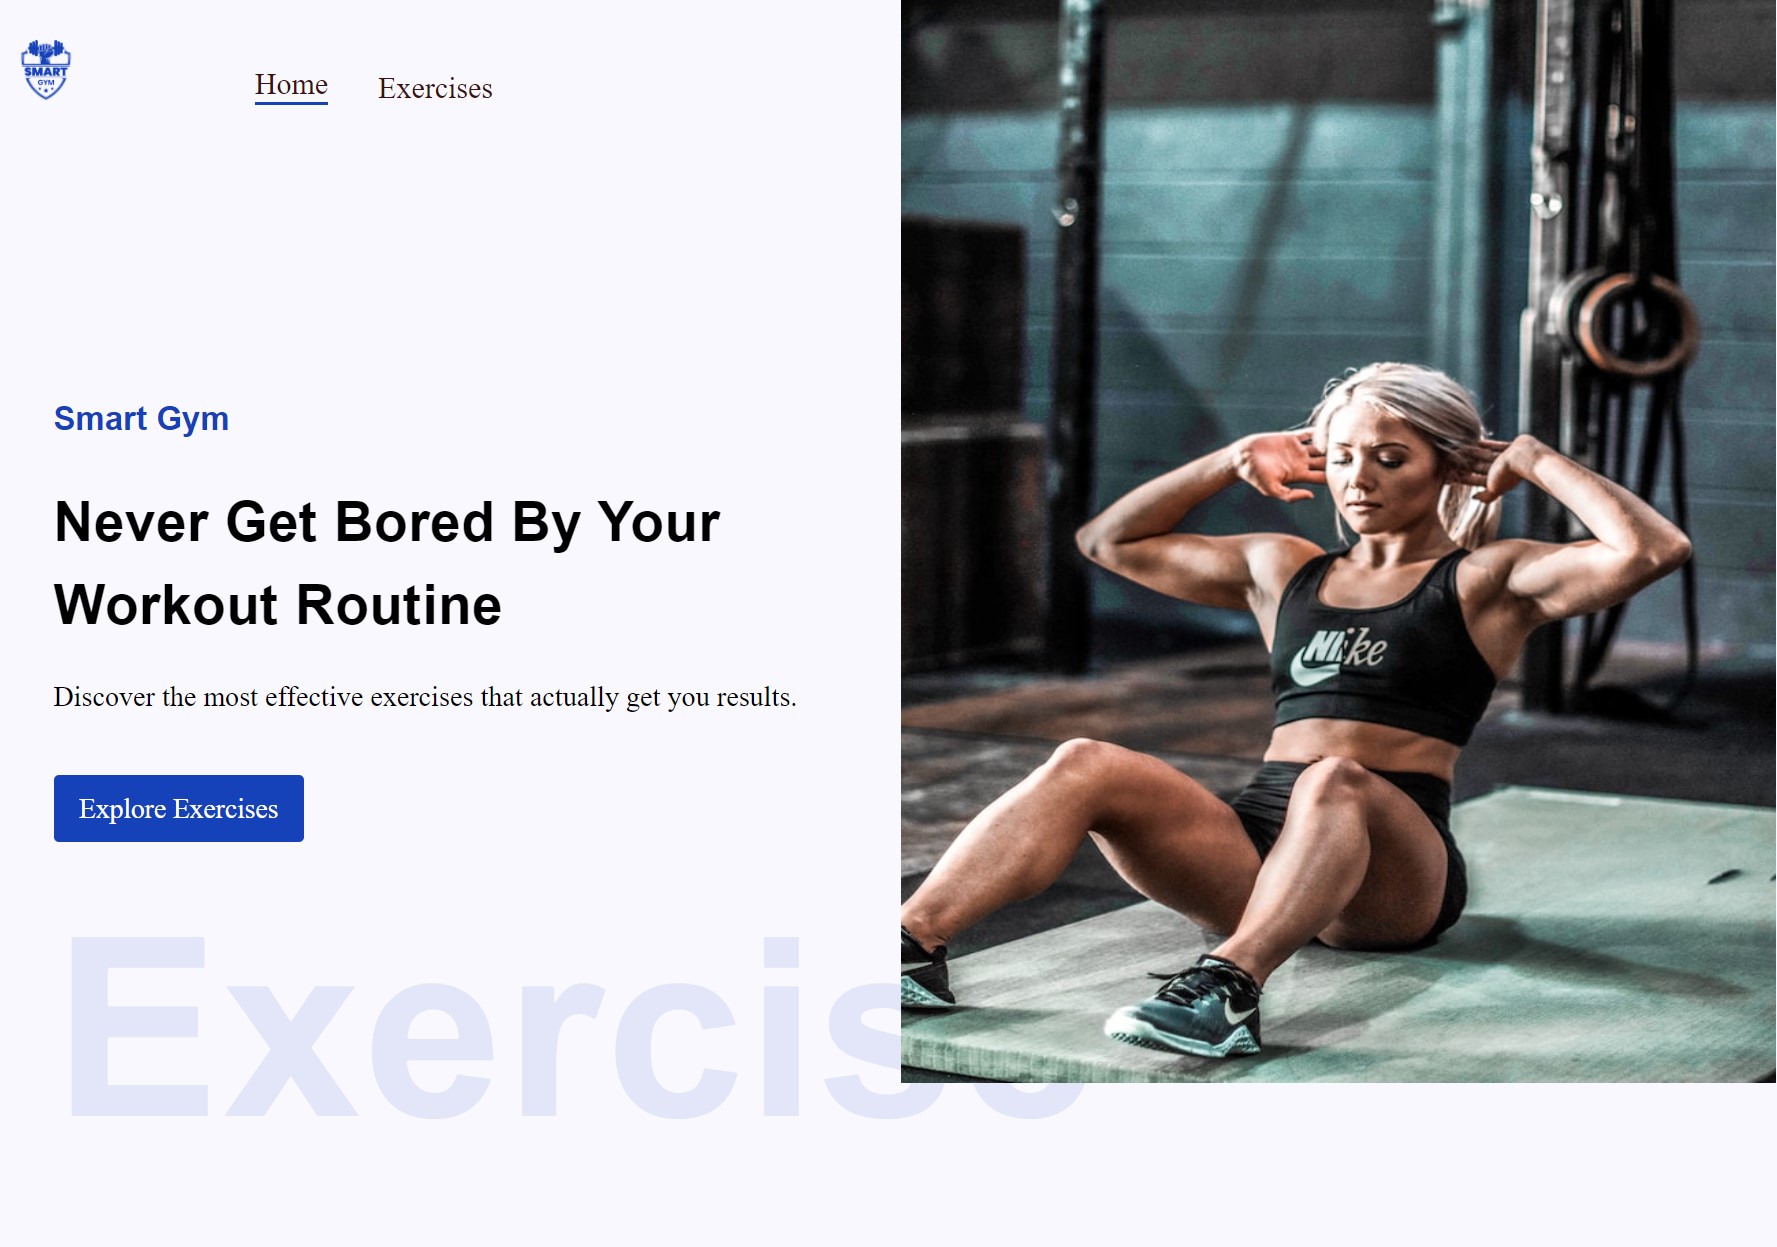 SMART
GYM
Home
Exercises
Smart Gym
Never Get Bored By Your
Workout Routine
Discover the most effective exercises that actually get you results.
Explore Exercises
Nike
Exercise